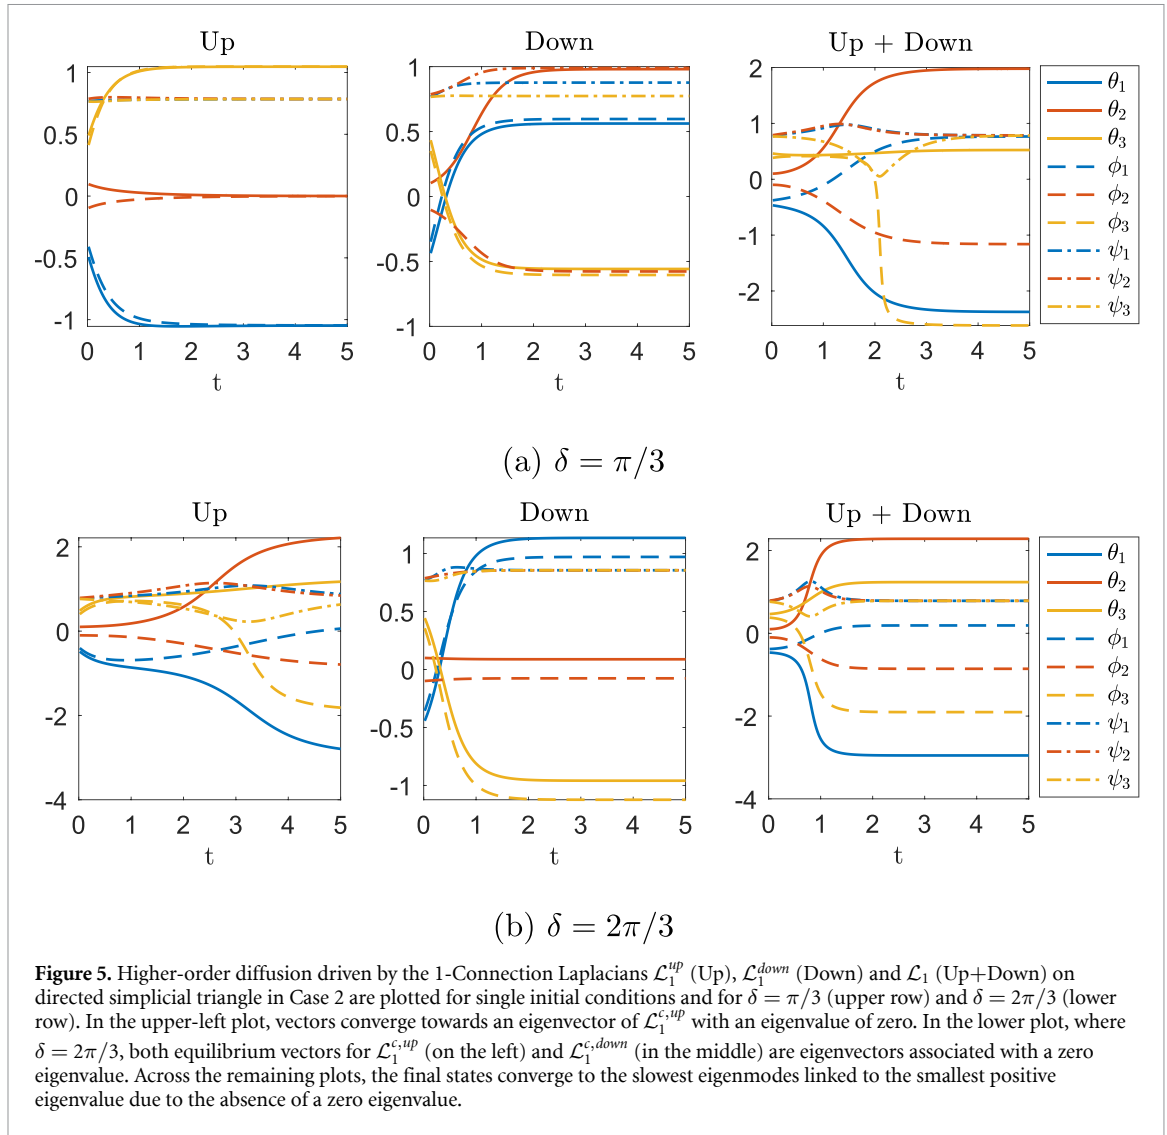 Up
Down
Up + Down
1
0.5
0
-0.5
-1
0 1 2 3 4 5
t
1
0.5
0
-0.5
-1
0 1 2 3 4 5
t
2
1
0
-1
-2
0 1 2 3 4 5
t
θ₁
θ₂
θ₃
ϕ₁
ϕ₂
ϕ₃
ψ₁
ψ₂
ψ₃
(a) δ = π/3
Up
Down
Up + Down
2
0
-2
-4
0 1 2 3 4 5
t
1
0.5
0
-0.5
-1
0 1 2 3 4 5
t
2
0
-2
-4
0 1 2 3 4 5
t
θ₁
θ₂
θ₃
ϕ₁
ϕ₂
ϕ₃
ψ₁
ψ₂
ψ₃
(b) δ = 2π/3
Figure 5. Higher-order diffusion driven by the 1-Connection Laplacians ℒ₁ᵘᵖ (Up), ℒ₁ᵈᵒʷⁿ (Down) and ℒ₁ (Up+Down) on
directed simplicial triangle in Case 2 are plotted for single initial conditions and for δ = π/3 (upper row) and δ = 2π/3 (lower
row). In the upper-left plot, vectors converge towards an eigenvector of ℒ₁ᶜ,ᵘᵖ with an eigenvalue of zero. In the lower plot, where
δ = 2π/3, both equilibrium vectors for ℒ₁ᶜ,ᵘᵖ (on the left) and ℒ₁ᶜ,ᵈᵒʷⁿ (in the middle) are eigenvectors associated with a zero
eigenvalue. Across the remaining plots, the final states converge to the slowest eigenmodes linked to the smallest positive
eigenvalue due to the absence of a zero eigenvalue.